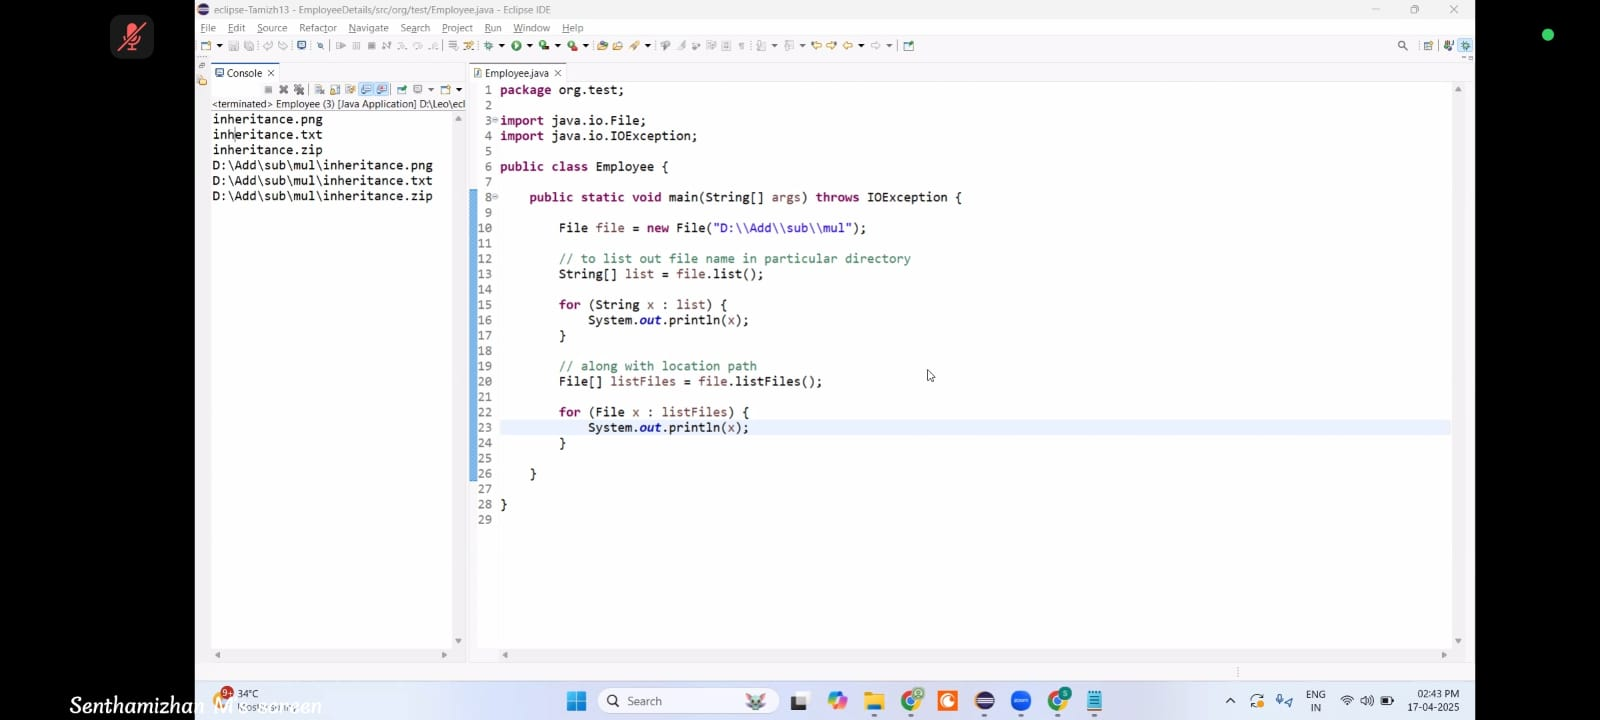 eclipse-Tamizh13 - EmployeeDetails/src/org/test/Employee.java - Eclipse IDE
File Edit Source Refactor Navigate Search Project Run Window Help
Console
<terminated> Employee (3) [Java Application] D:\Leo\ecl
inheritance.png
inheritance.txt
inheritance.zip
D:\Add\sub\mul\inheritance.png
D:\Add\sub\mul\inheritance.txt
D:\Add\sub\mul\inheritance.zip
Employee.java
1 package org.test;
2
3 import java.io.File;
4 import java.io.IOException;
5
6 public class Employee {
7
8 public static void main(String[] args) throws IOException {
9
10 File file = new File("D:\\Add\\sub\\mul");
11
12 // to list out file name in particular directory
13 String[] list = file.list();
14
15 for (String x : list) {
16 System.out.println(x);
17 }
18
19 // along with location path
20 File[] listFiles = file.listFiles();
21
22 for (File x : listFiles) {
23 System.out.println(x);
24 }
25
26 }
27
28 }
29
9+
34°C
Search
ENG
IN
02:43 PM
17-04-2025
Senthamizhan M screen